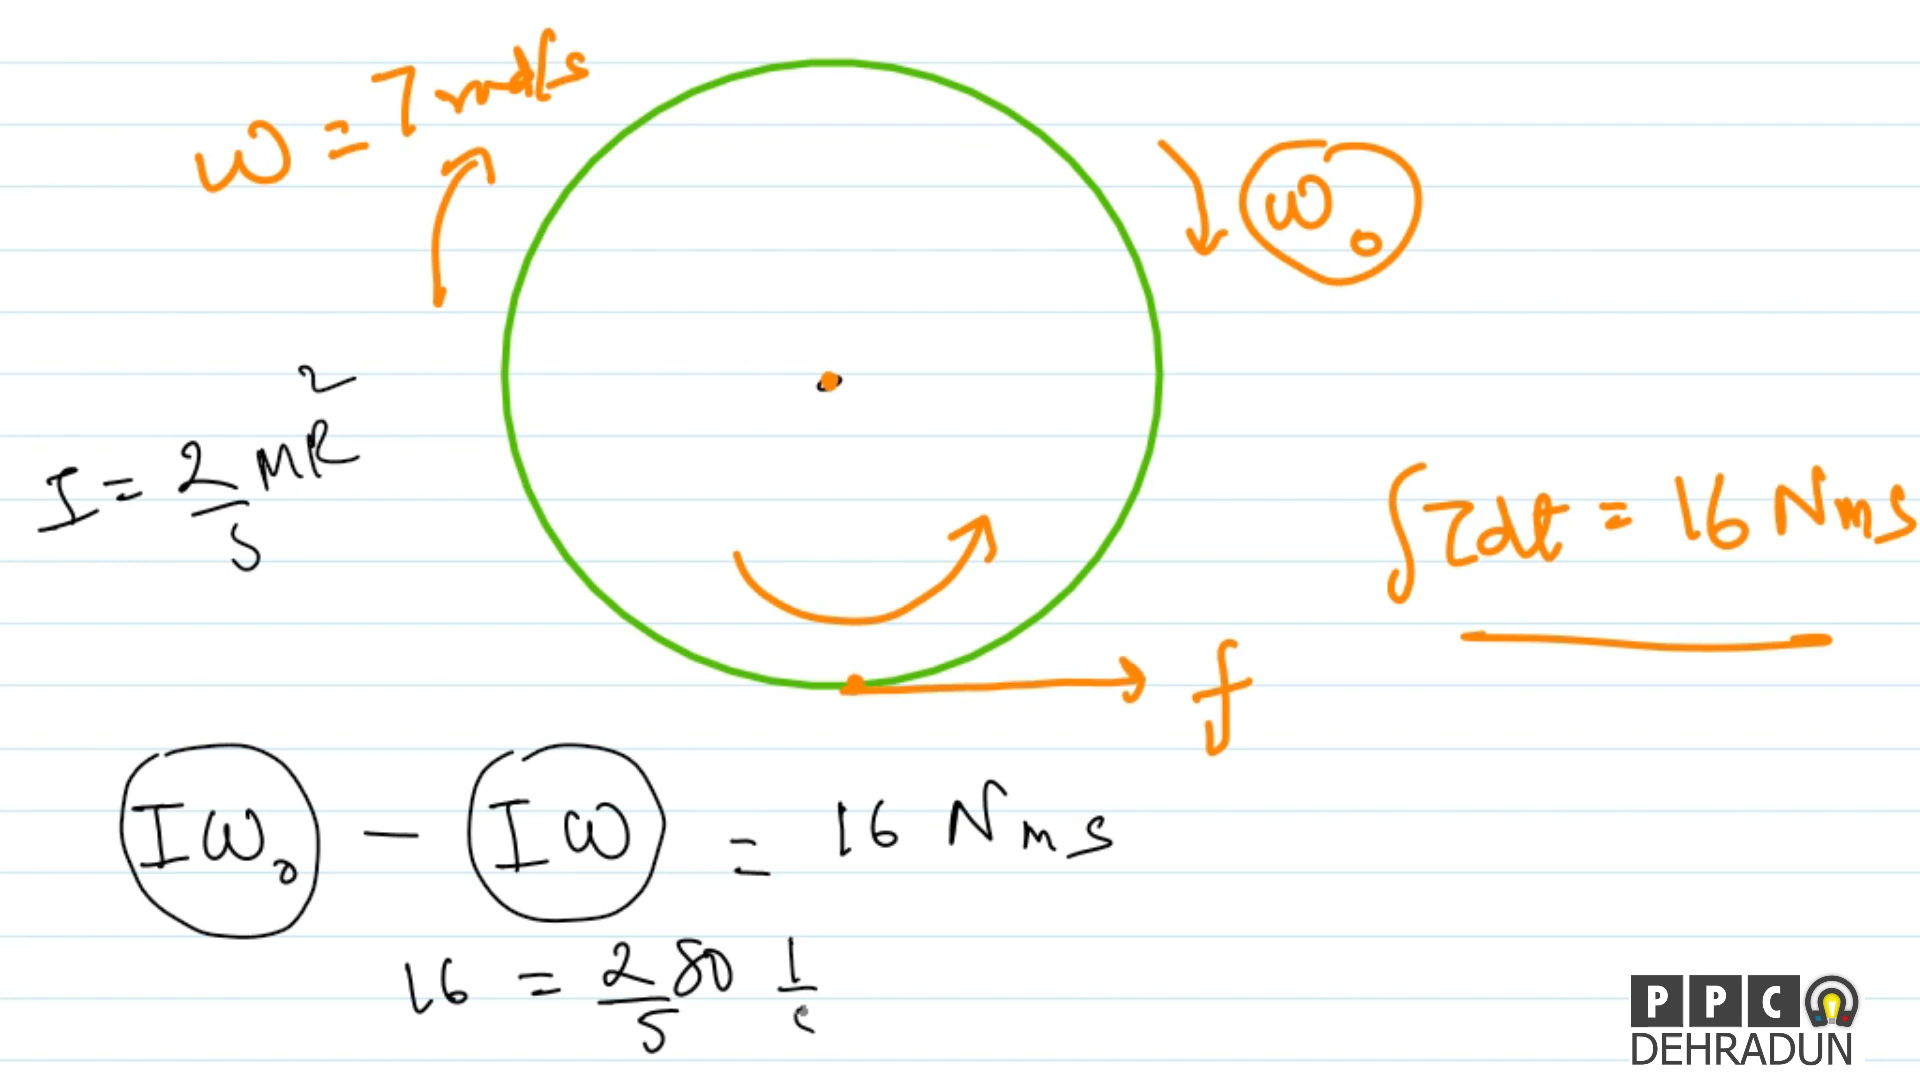 ω = 7 rad/s
ω₀
I = 2/5 MR²
∫τdt = 16 Nms
f
Iω₀ − Iω = 16 Nms
16 = 2/5 80 1/
PPC
DEHRADUN